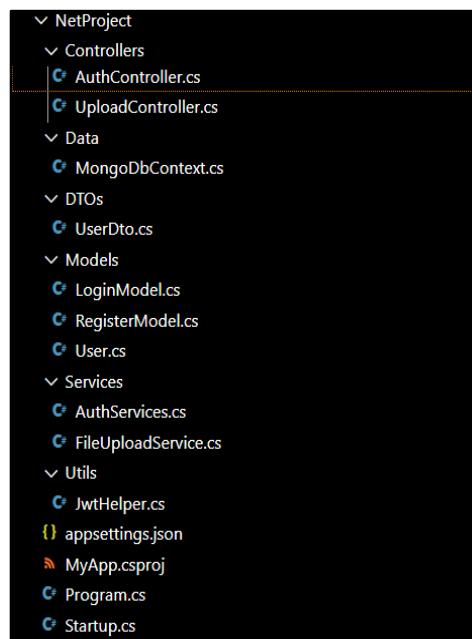 NetProject
Controllers
C# AuthController.cs
C# UploadController.cs
Data
C# MongoDbContext.cs
DTOs
C# UserDto.cs
Models
C# LoginModel.cs
C# RegisterModel.cs
C# User.cs
Services
C# AuthServices.cs
C# FileUploadService.cs
Utils
C# JwtHelper.cs
{} appsettings.json
MyApp.csproj
C# Program.cs
C# Startup.cs